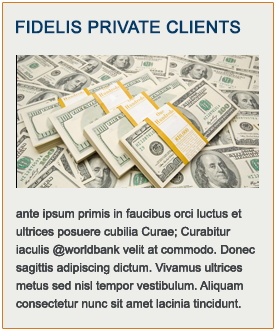 FIDELIS PRIVATE CLIENTS
ante ipsum primis in faucibus orci luctus et
ultrices posuere cubilia Curae; Curabitur
iaculis @worldbank velit at commodo. Donec
sagittis adipiscing dictum. Vivamus ultrices
metus sed nisl tempor vestibulum. Aliquam
consectetur nunc sit amet lacinia tincidunt.